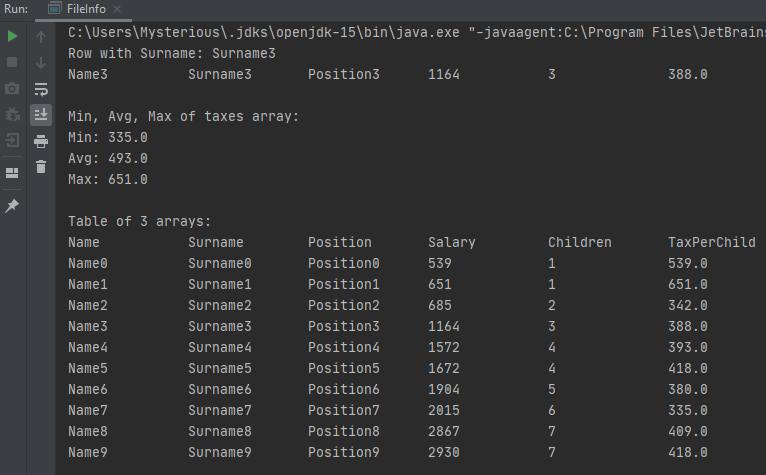 Run: FileInfo
C:\Users\Mysterious\.jdks\openjdk-15\bin\java.exe "-javaagent:C:\Program Files\JetBrains
Row with Surname: Surname3
Name3 Surname3 Position3 1164 3 388.0
Min, Avg, Max of taxes array:
Min: 335.0
Avg: 493.0
Max: 651.0
Table of 3 arrays:
Name Surname Position Salary Children TaxPerChild
Name0 Surname0 Position0 539 1 539.0
Name1 Surname1 Position1 651 1 651.0
Name2 Surname2 Position2 685 2 342.0
Name3 Surname3 Position3 1164 3 388.0
Name4 Surname4 Position4 1572 4 393.0
Name5 Surname5 Position5 1672 4 418.0
Name6 Surname6 Position6 1904 5 380.0
Name7 Surname7 Position7 2015 6 335.0
Name8 Surname8 Position8 2867 7 409.0
Name9 Surname9 Position9 2930 7 418.0